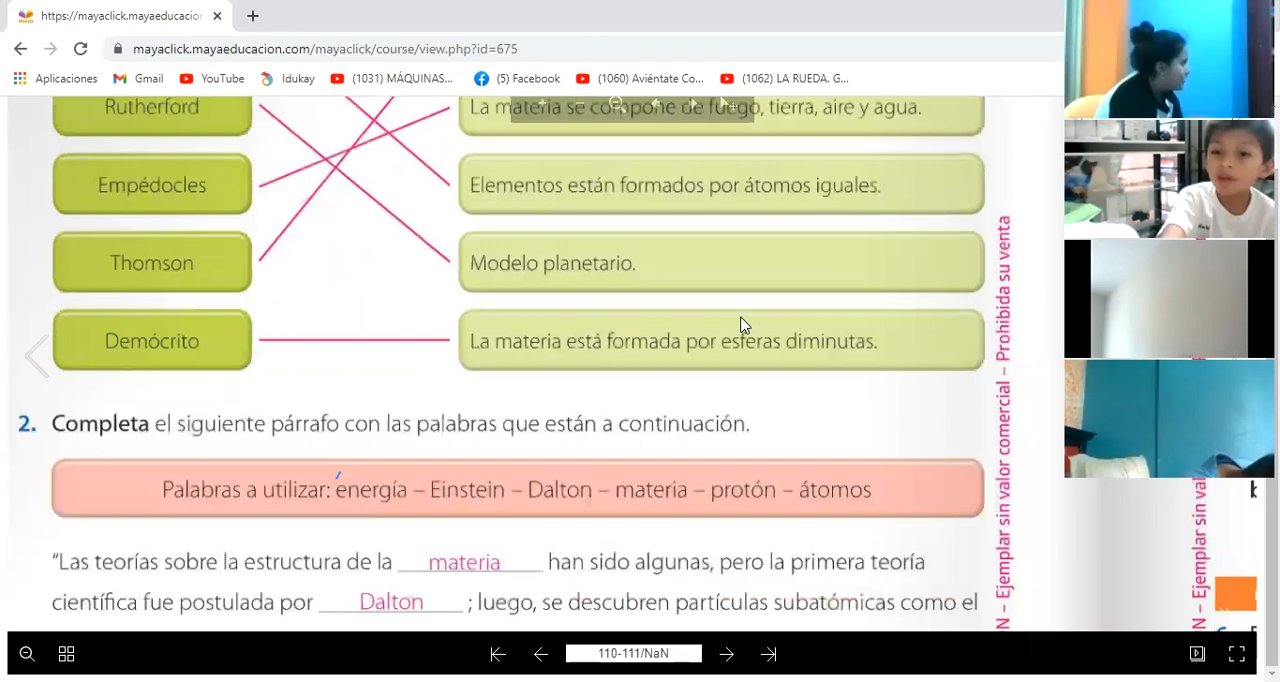 https://mayaclick.mayaeducacion
mayaclick.mayaeducacion.com/mayaclick/course/view.php?id=675
Aplicaciones Gmail YouTube Idukay (1031) MÁQUINAS... (5) Facebook (1060) Aviéntate Co... (1062) LA RUEDA. G...
Rutherford La materia se compone de fuego, tierra, aire y agua.
Empédocles Elementos están formados por átomos iguales.
Thomson Modelo planetario.
Demócrito La materia está formada por esferas diminutas.
2. Completa el siguiente párrafo con las palabras que están a continuación.
Palabras a utilizar: energía – Einstein – Dalton – materia – protón – átomos
“Las teorías sobre la estructura de la materia han sido algunas, pero la primera teoría
científica fue postulada por Dalton ; luego, se descubren partículas subatómicas como el
N – Ejemplar sin valor comercial – Prohibida su venta
ON – Ejemplar sin valor
110-111/NaN